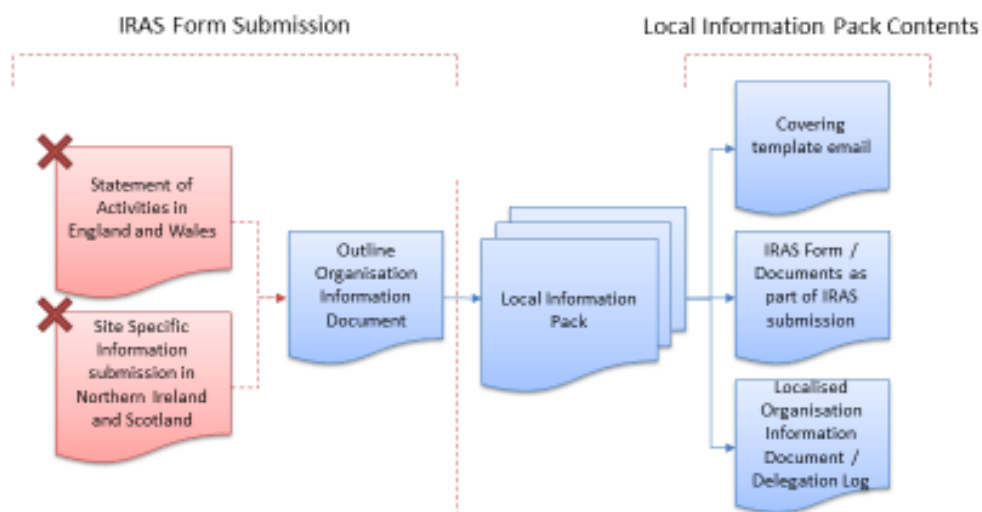 IRAS Form Submission
Local Information Pack Contents
Statement of
Activities in
England and Wales
Site Specific
Information
submission in
Northern Ireland
and Scotland
Outline
Organisation
Information
Document
Local Information
Pack
Covering
template email
IRAS Form /
Documents as
part of IRAS
submission
Localised
Organisation
Information
Document /
Delegation Log